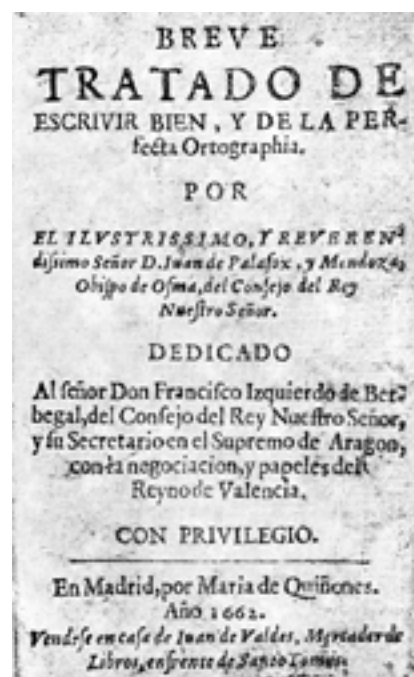 BREVE
TRATADO DE
ESCRIVIR BIEN, Y DE LA PER-
fecta Ortographia.
POR
EL ILVSTRISSIMO, Y REVEREN-
dissimo Señor D. Iuan de Palafox, y Mendoza,
Obispo de Osma, del Consejo del Rey
Nuestro Señor.
DEDICADO
Al señor Don Francisco Izquierdo de Ber-
begal, del Consejo del Rey Nuestro Señor,
y su Secretario en el Supremo de Aragon,
con la negociacion, y papeles del
Reyno de Valencia.
CON PRIVILEGIO.
En Madrid, por Maria de Quiñones.
Año 1662.
Vendese en casa de Iuan de Valdes, Mercader de
Libros, enfrente de Santo Tomas.